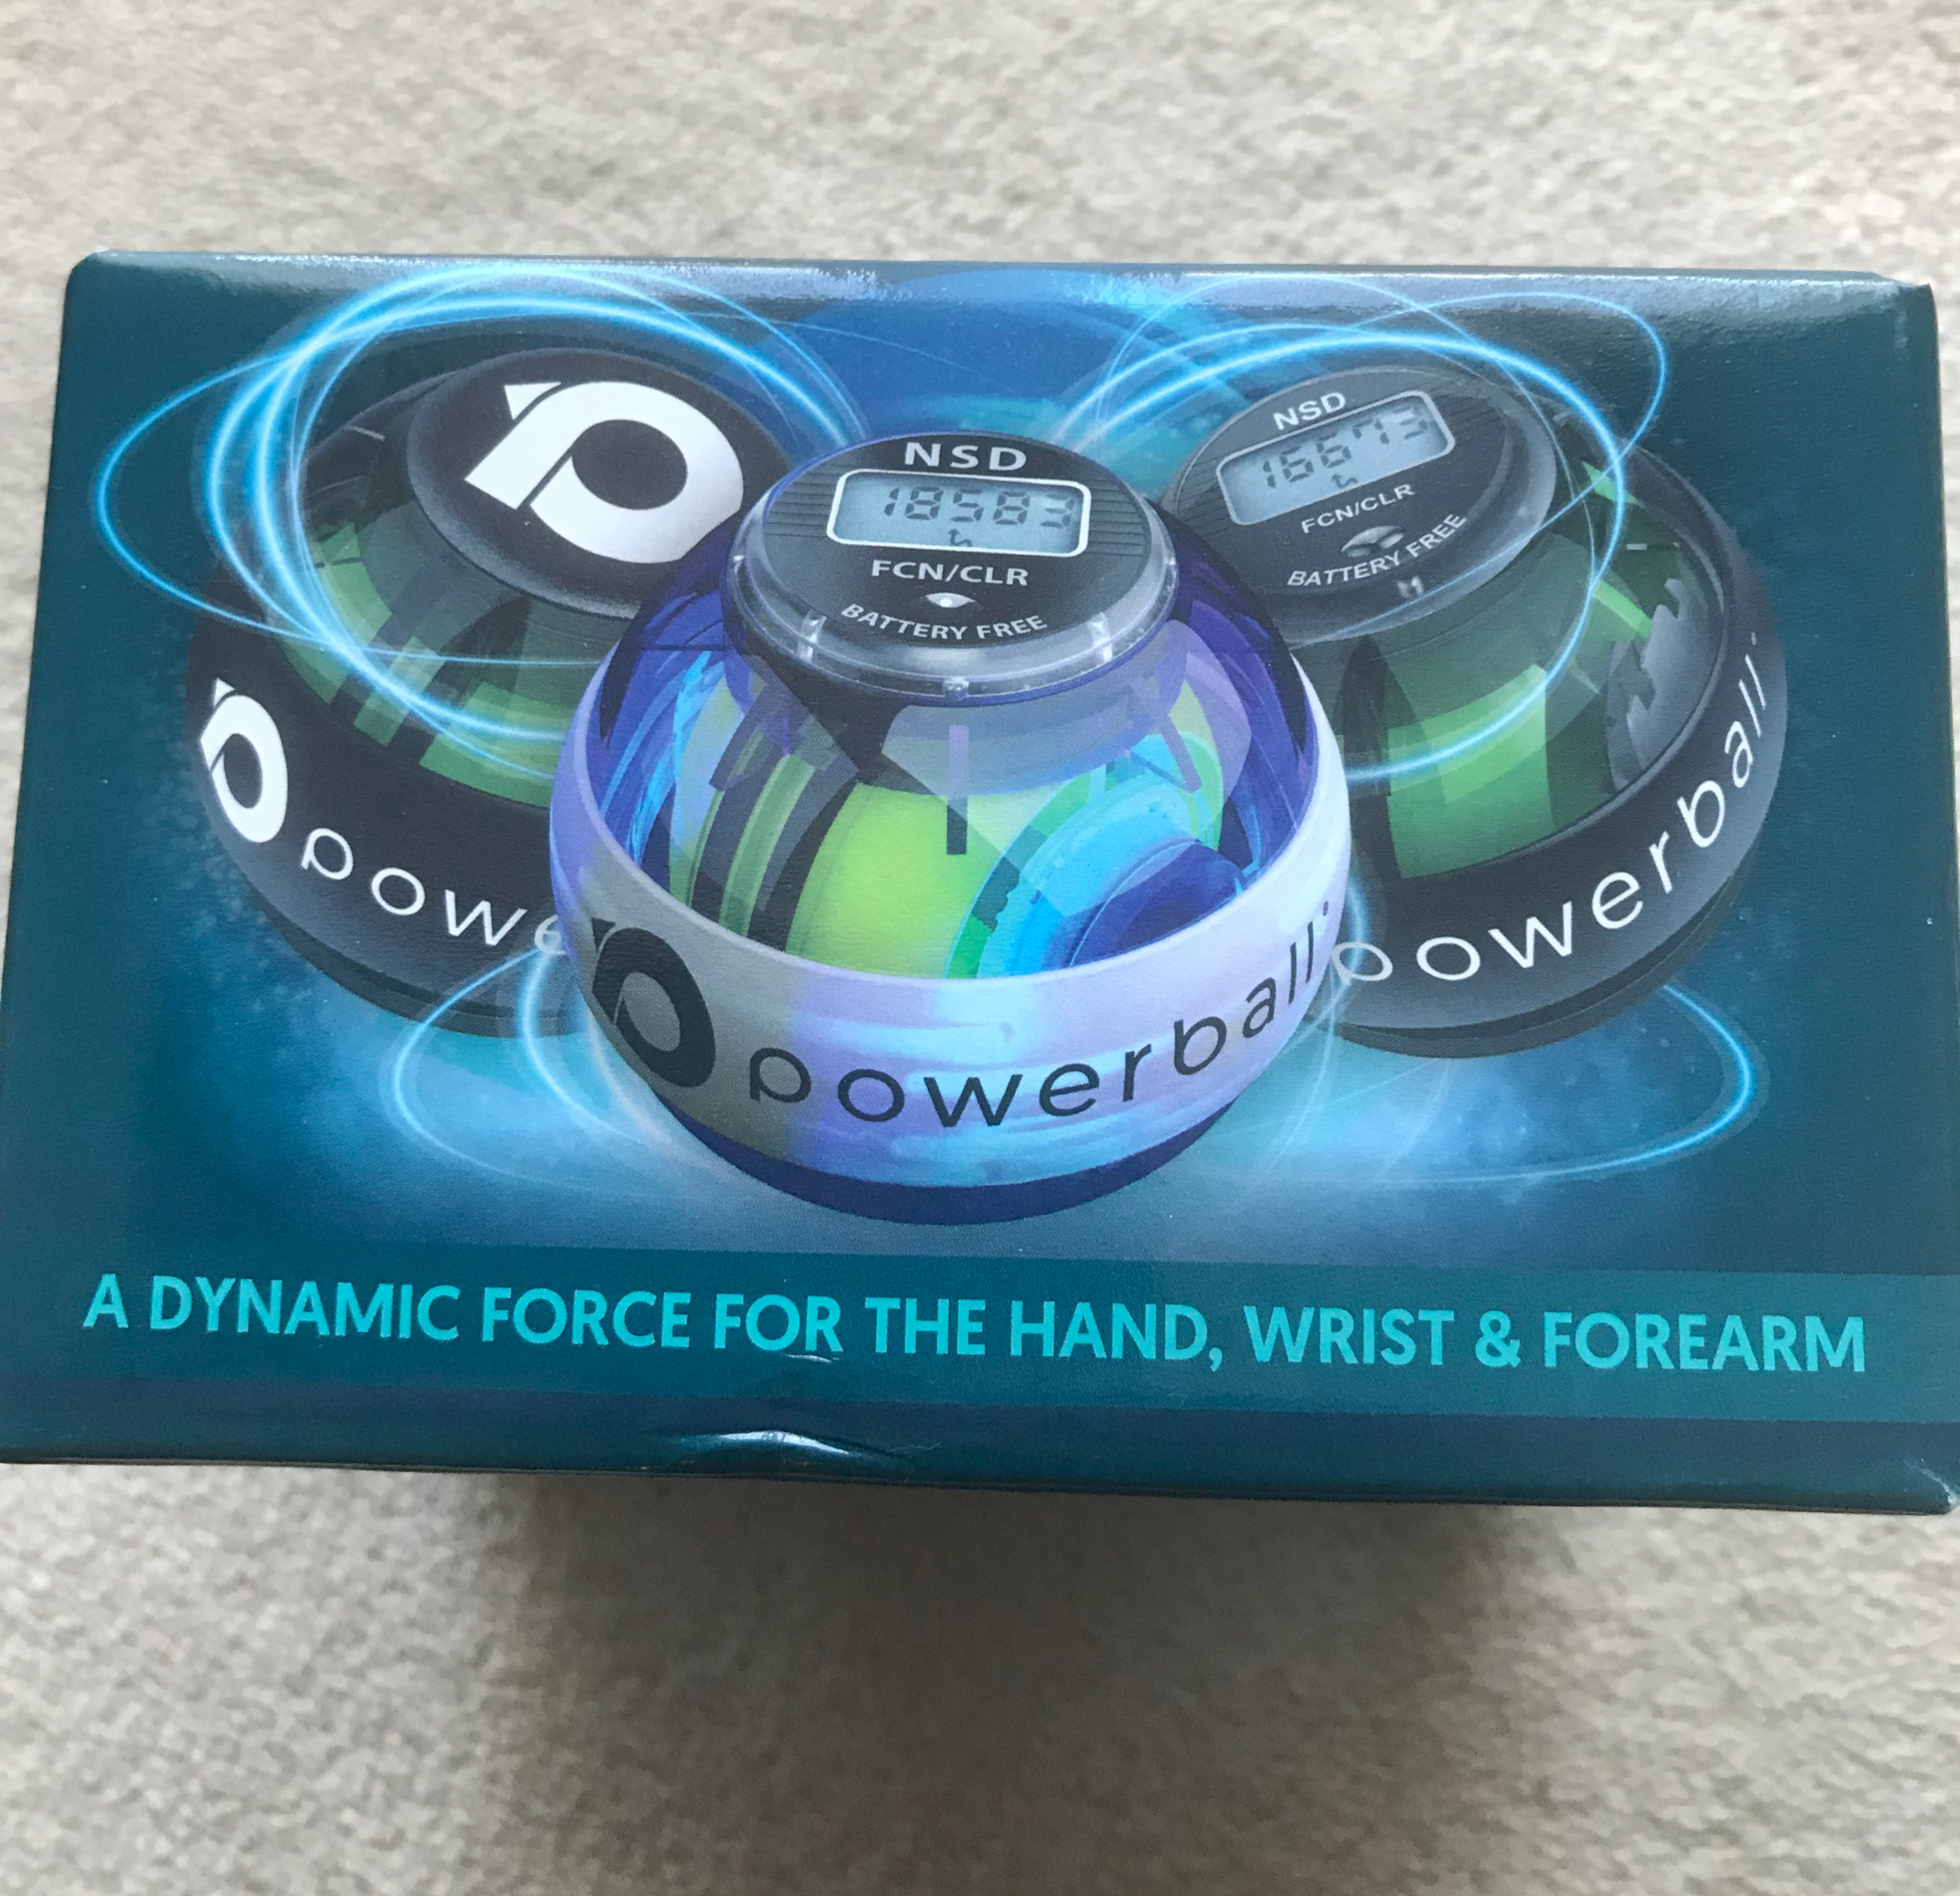 NSD
18583
FCN/CLR
BATTERY FREE
powerball
NSD
16673
FCN/CLR
BATTERY FREE
powerball
powe
A DYNAMIC FORCE FOR THE HAND, WRIST & FOREARM